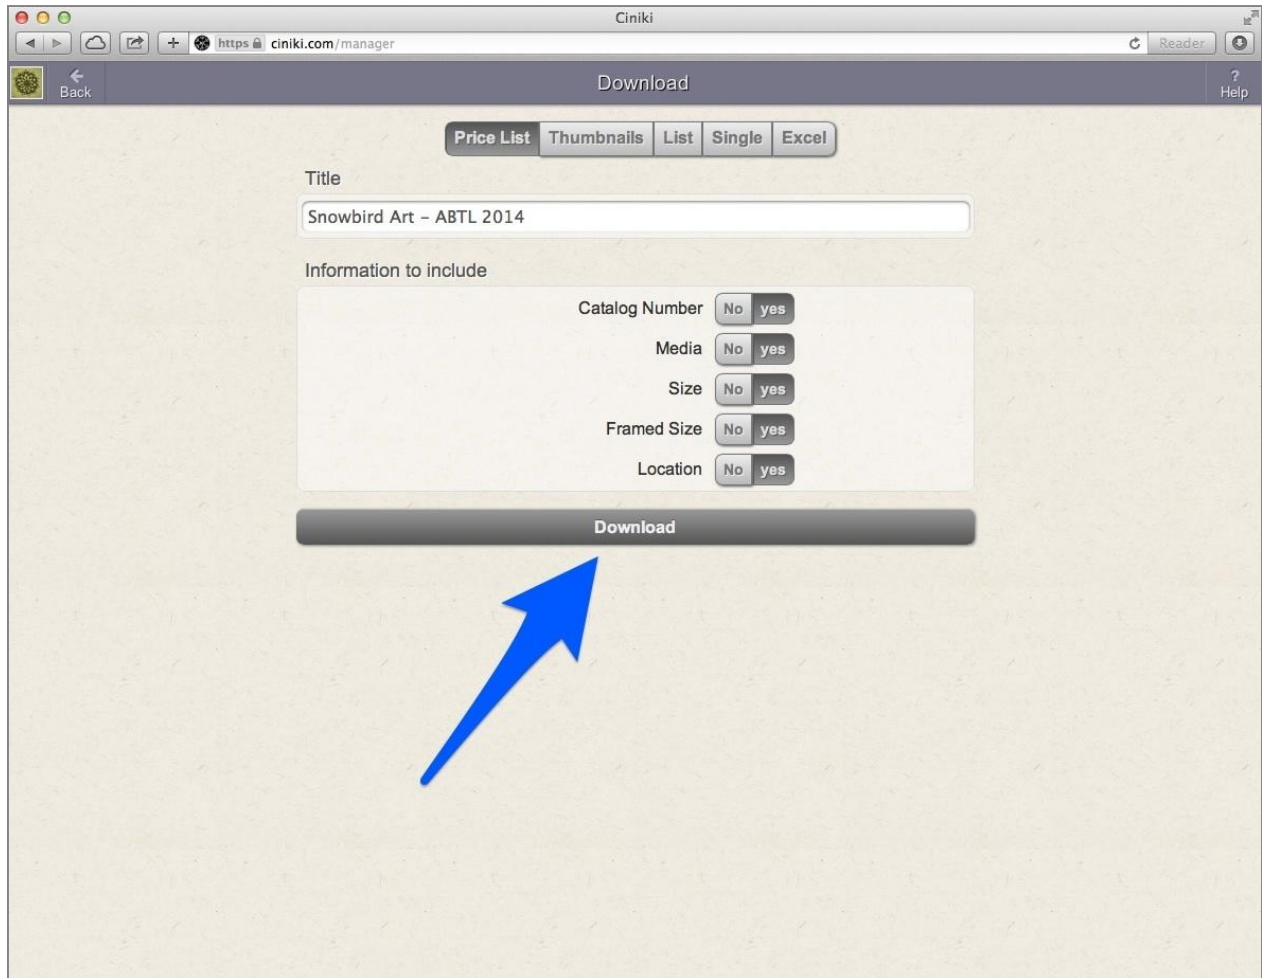 Ciniki
https ciniki.com/manager
Reader
Back
Download
?
Help
Price List Thumbnails List Single Excel
Title
Snowbird Art – ABTL 2014
Information to include
Catalog Number No yes
Media No yes
Size No yes
Framed Size No yes
Location No yes
Download